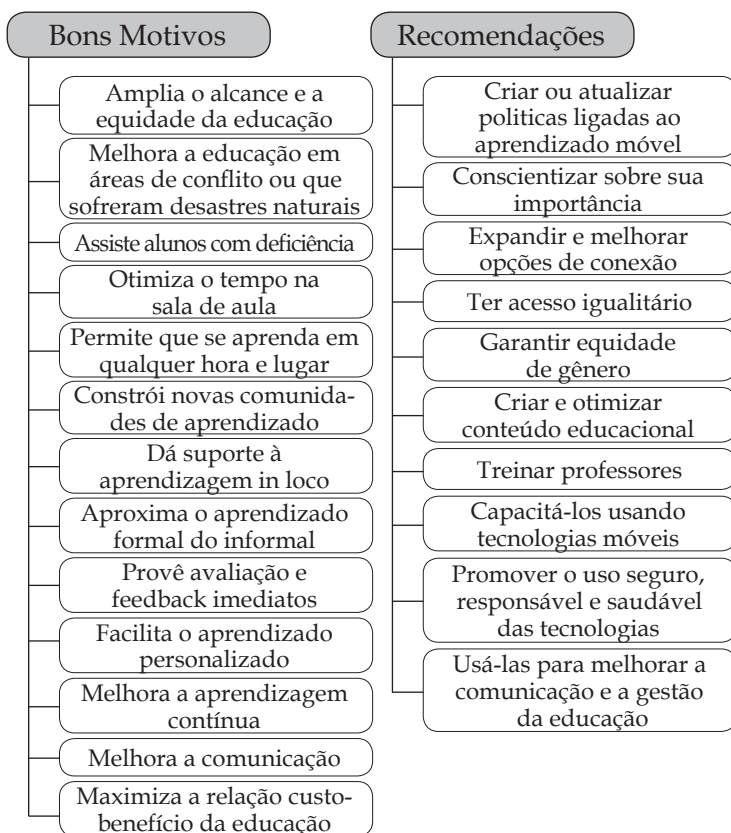 Bons Motivos
Amplia o alcance e a
equidade da educação
Melhora a educação em
áreas de conflito ou que
sofreram desastres naturais
Assiste alunos com deficiência
Otimiza o tempo na
sala de aula
Permite que se aprenda em
qualquer hora e lugar
Constrói novas comunida-
des de aprendizado
Dá suporte à
aprendizagem in loco
Aproxima o aprendizado
formal do informal
Provê avaliação e
feedback imediatos
Facilita o aprendizado
personalizado
Melhora a aprendizagem
contínua
Melhora a comunicação
Maximiza a relação custo-
benefício da educação
Recomendações
Criar ou atualizar
politicas ligadas ao
aprendizado móvel
Conscientizar sobre sua
importância
Expandir e melhorar
opções de conexão
Ter acesso igualitário
Garantir equidade
de gênero
Criar e otimizar
conteúdo educacional
Treinar professores
Capacitá-los usando
tecnologias móveis
Promover o uso seguro,
responsável e saudável
das tecnologias
Usá-las para melhorar a
comunicação e a gestão
da educação